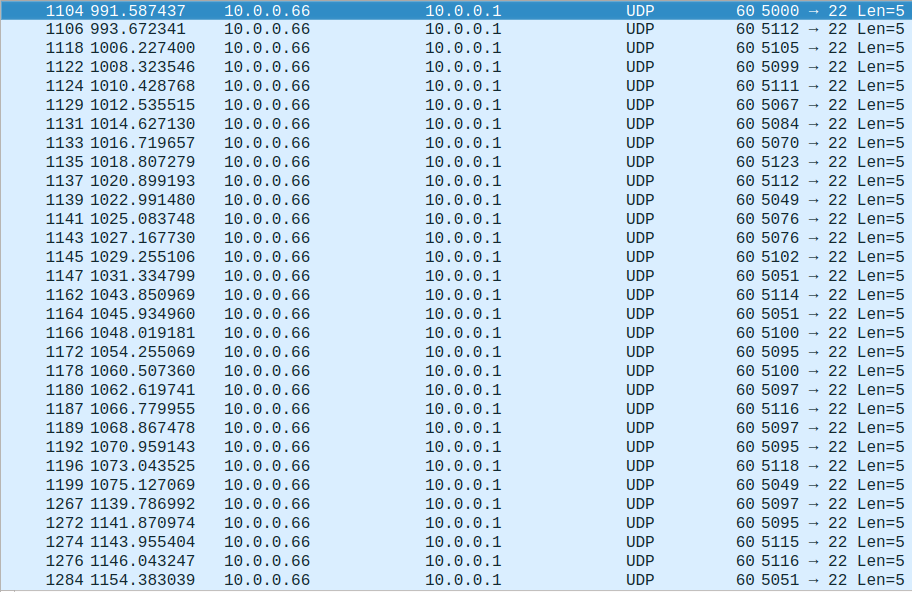 1104 991.587437 10.0.0.66 10.0.0.1 UDP 60 5000 → 22 Len=5
1106 993.672341 10.0.0.66 10.0.0.1 UDP 60 5112 → 22 Len=5
1118 1006.227400 10.0.0.66 10.0.0.1 UDP 60 5105 → 22 Len=5
1122 1008.323546 10.0.0.66 10.0.0.1 UDP 60 5099 → 22 Len=5
1124 1010.428768 10.0.0.66 10.0.0.1 UDP 60 5111 → 22 Len=5
1129 1012.535515 10.0.0.66 10.0.0.1 UDP 60 5067 → 22 Len=5
1131 1014.627130 10.0.0.66 10.0.0.1 UDP 60 5084 → 22 Len=5
1133 1016.719657 10.0.0.66 10.0.0.1 UDP 60 5070 → 22 Len=5
1135 1018.807279 10.0.0.66 10.0.0.1 UDP 60 5123 → 22 Len=5
1137 1020.899193 10.0.0.66 10.0.0.1 UDP 60 5112 → 22 Len=5
1139 1022.991480 10.0.0.66 10.0.0.1 UDP 60 5049 → 22 Len=5
1141 1025.083748 10.0.0.66 10.0.0.1 UDP 60 5076 → 22 Len=5
1143 1027.167730 10.0.0.66 10.0.0.1 UDP 60 5076 → 22 Len=5
1145 1029.255106 10.0.0.66 10.0.0.1 UDP 60 5102 → 22 Len=5
1147 1031.334799 10.0.0.66 10.0.0.1 UDP 60 5051 → 22 Len=5
1162 1043.850969 10.0.0.66 10.0.0.1 UDP 60 5114 → 22 Len=5
1164 1045.934960 10.0.0.66 10.0.0.1 UDP 60 5051 → 22 Len=5
1166 1048.019181 10.0.0.66 10.0.0.1 UDP 60 5100 → 22 Len=5
1172 1054.255069 10.0.0.66 10.0.0.1 UDP 60 5095 → 22 Len=5
1178 1060.507360 10.0.0.66 10.0.0.1 UDP 60 5100 → 22 Len=5
1180 1062.619741 10.0.0.66 10.0.0.1 UDP 60 5097 → 22 Len=5
1187 1066.779955 10.0.0.66 10.0.0.1 UDP 60 5116 → 22 Len=5
1189 1068.867478 10.0.0.66 10.0.0.1 UDP 60 5097 → 22 Len=5
1192 1070.959143 10.0.0.66 10.0.0.1 UDP 60 5095 → 22 Len=5
1196 1073.043525 10.0.0.66 10.0.0.1 UDP 60 5118 → 22 Len=5
1199 1075.127069 10.0.0.66 10.0.0.1 UDP 60 5049 → 22 Len=5
1267 1139.786992 10.0.0.66 10.0.0.1 UDP 60 5097 → 22 Len=5
1272 1141.870974 10.0.0.66 10.0.0.1 UDP 60 5095 → 22 Len=5
1274 1143.955404 10.0.0.66 10.0.0.1 UDP 60 5115 → 22 Len=5
1276 1146.043247 10.0.0.66 10.0.0.1 UDP 60 5116 → 22 Len=5
1284 1154.383039 10.0.0.66 10.0.0.1 UDP 60 5051 → 22 Len=5